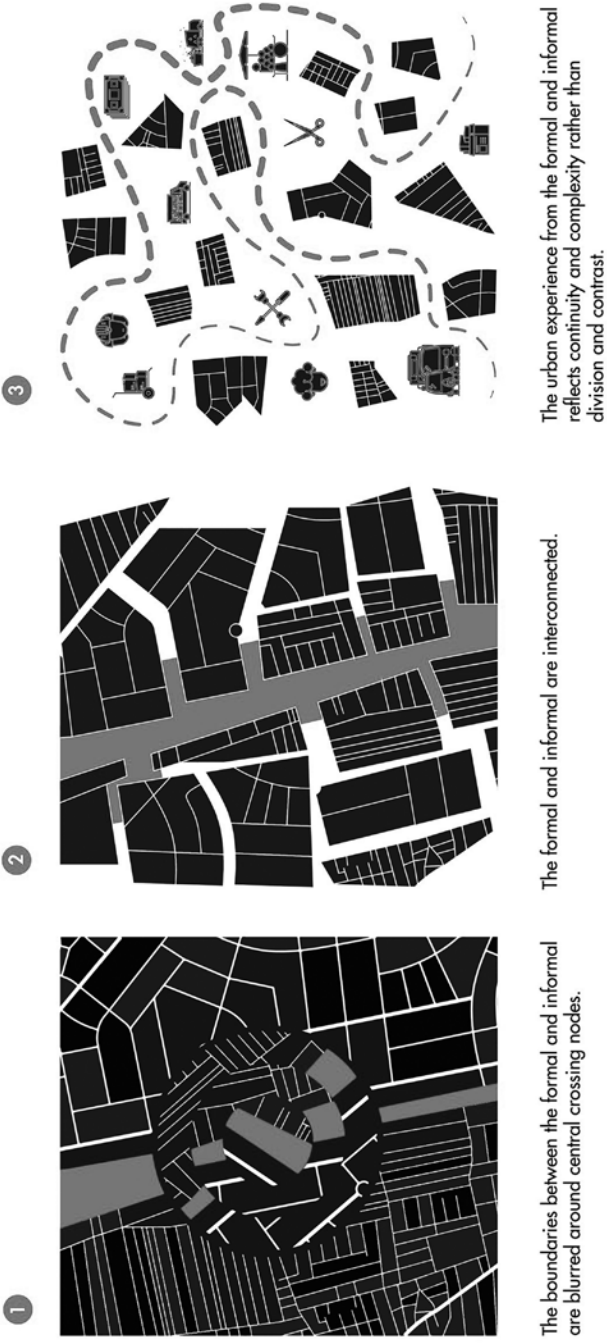 1
The boundaries between the formal and informal
are blurred around central crossing nodes.
2
The formal and informal are interconnected.
3
The urban experience from the formal and informal
reflects continuity and complexity rather than
division and contrast.